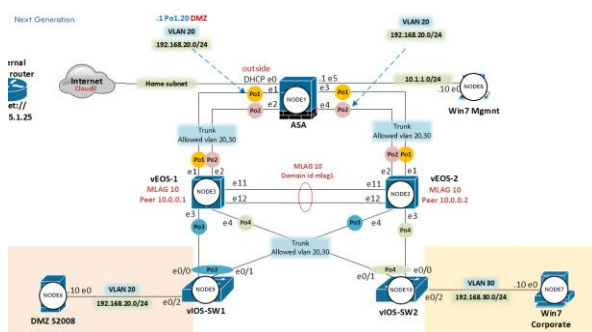 Next Generation
.1 Po1.20 DMZ
VLAN 20
192.168.20.0/24
VLAN 20
192.168.20.0/24
ernal
router
et://
5.1.25
Internet
Cloud0
Home subnet
outside
DHCP e0
.1 e5
10.1.1.0/24
e1
Po1
e3
Po1
e2
Po2
e4
Po2
NODE1
ASA
.10 e0
NODE5
Win7 Mgmnt
Trunk
Allowed vlan 20,30
Trunk
Allowed vlan 20,30
Po1
Po2
Po2
Po1
e1
e2
e2
e1
vEOS-1
MLAG 10
Peer 10.0.0.1
NODE3
e11
e12
MLAG 10
Domain id mlag1
e11
e12
NODE2
vEOS-2
MLAG 10
Peer 10.0.0.2
e3
e4
e4
e3
Po3
Po4
Po3
Po4
Trunk
Allowed vlan 20,30
e0/0
Po3
e0/1
e0/1
Po4
e0/0
NODE6
.10 e0
VLAN 20
192.168.20.0/24
e0/2
NODE9
NODE10
e0/2
VLAN 30
192.168.30.0/24
.10 e0
NODE7
DMZ S2008
vIOS-SW1
vIOS-SW2
Win7
Corporate